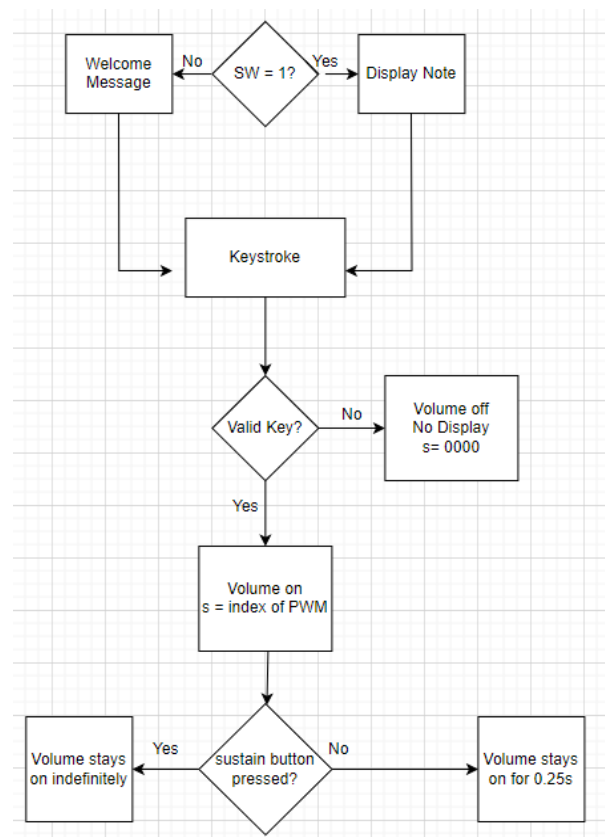 Welcome
Message
No
SW = 1?
Yes
Display Note
Keystroke
Valid Key?
No
Volume off
No Display
s= 0000
Yes
Volume on
s = index of PWM
Volume stays
on indefinitely
Yes
sustain button
pressed?
No
Volume stays
on for 0.25s